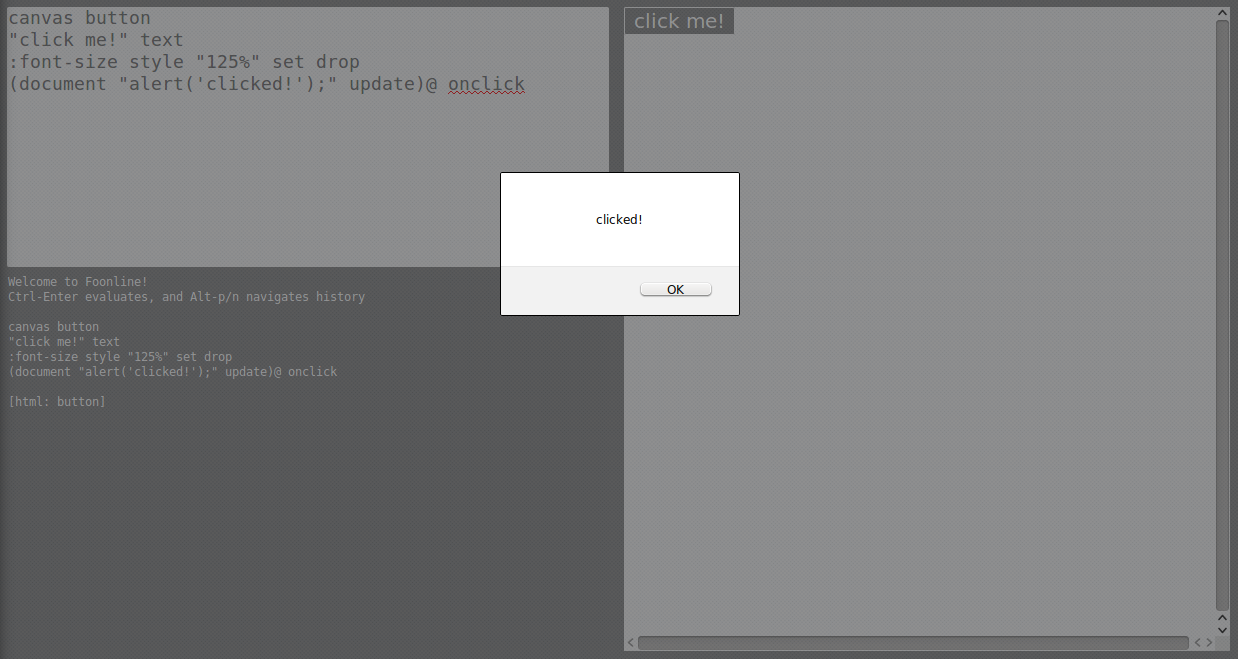 canvas button
"click me!" text
:font-size style "125%" set drop
(document "alert('clicked!');" update)@ onclick
click me!
clicked!
OK
Welcome to Foonline!
Ctrl-Enter evaluates, and Alt-p/n navigates history
canvas button
"click me!" text
:font-size style "125%" set drop
(document "alert('clicked!');" update)@ onclick
[html: button]